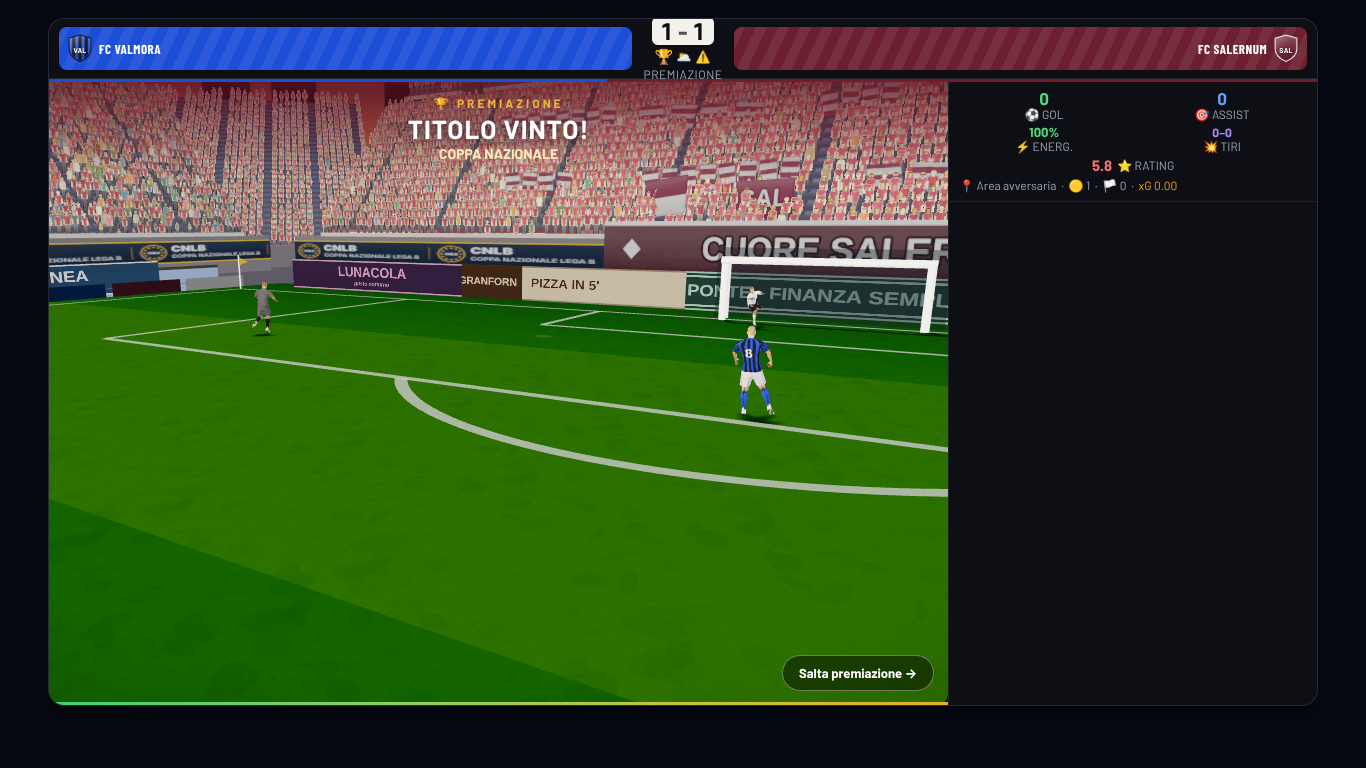 VAL
FC VALMORA
1 - 1
PREMIAZIONE
FC SALERNUM
SAL
PREMIAZIONE
TITOLO VINTO!
COPPA NAZIONALE
0
GOL
0
ASSIST
100%
ENERG.
0-0
TIRI
5.8 RATING
Area avversaria · 1 · 0 · xG 0.00
CNLB
COPPA NAZIONALE LEGA B
CNLB
COPPA NAZIONALE LEGA B
CNLB
COPPA NAZIONALE LEGA B
CUORE SALER
NEA
LUNACOLA
GRANFORN
PIZZA IN 5'
FINANZA SEMPL
8
Salta premiazione →